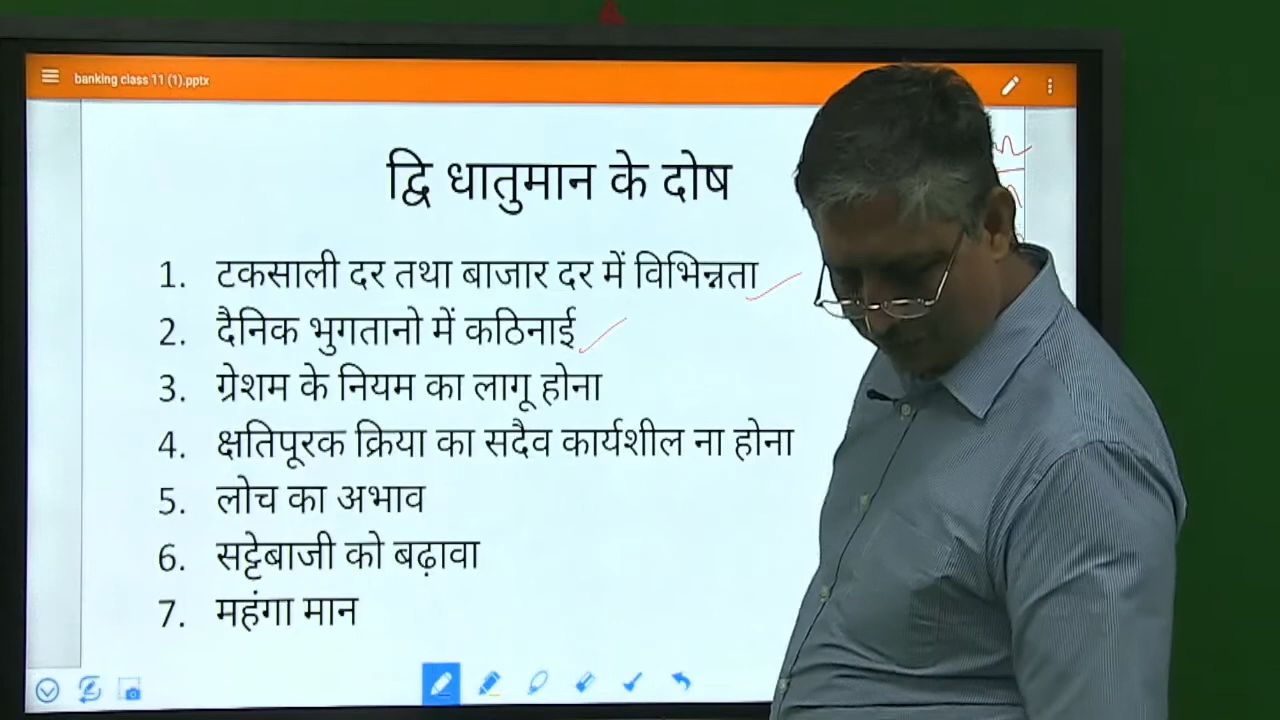 banking class 11 (1).pptx
द्वि धातुमान के दोष
1. टकसाली दर तथा बाजार दर में विभिन्नता
2. दैनिक भुगतानो में कठिनाई
3. ग्रेशम के नियम का लागू होना
4. क्षतिपूरक क्रिया का सदैव कार्यशील ना होना
5. लोच का अभाव
6. सट्टेबाजी को बढ़ावा
7. महंगा मान